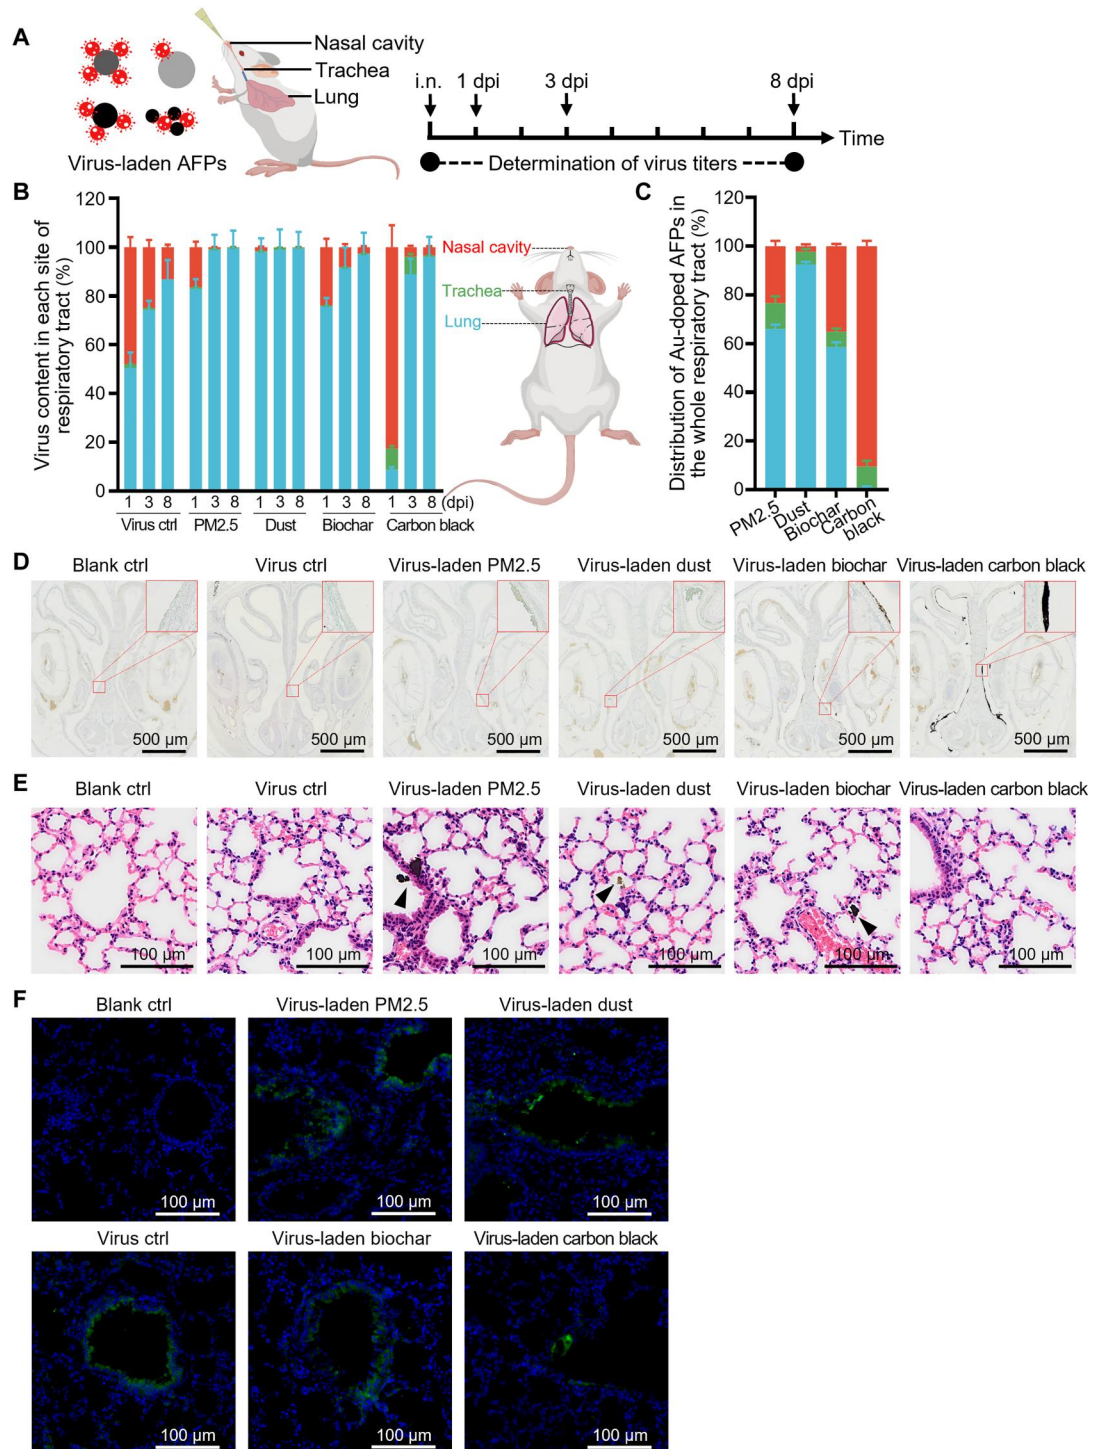 A
Nasal cavity
Trachea
Lung
Virus-laden AFPs
i.n.
1 dpi
3 dpi
8 dpi
Time
Determination of virus titers
B
Virus content in each site of
respiratory tract (%)
120
100
80
60
40
20
0
1 3 8 1 3 8 1 3 8 1 3 8 1 3 8 (dpi)
Virus ctrl PM2.5 Dust Biochar Carbon black
Nasal cavity
Trachea
Lung
C
Distribution of Au-doped AFPs in
the whole respiratory tract (%)
120
100
80
60
40
20
0
PM2.5
Dust
Biochar
Carbon
black
D
Blank ctrl
Virus ctrl
Virus-laden PM2.5
Virus-laden dust
Virus-laden biochar
Virus-laden carbon black
500 μm
500 μm
500 μm
500 μm
500 μm
500 μm
E
Blank ctrl
Virus ctrl
Virus-laden PM2.5
Virus-laden dust
Virus-laden biochar
Virus-laden carbon black
100 μm
100 μm
100 μm
100 μm
100 μm
100 μm
F
Blank ctrl
Virus-laden PM2.5
Virus-laden dust
100 μm
100 μm
100 μm
Virus ctrl
Virus-laden biochar
Virus-laden carbon black
100 μm
100 μm
100 μm